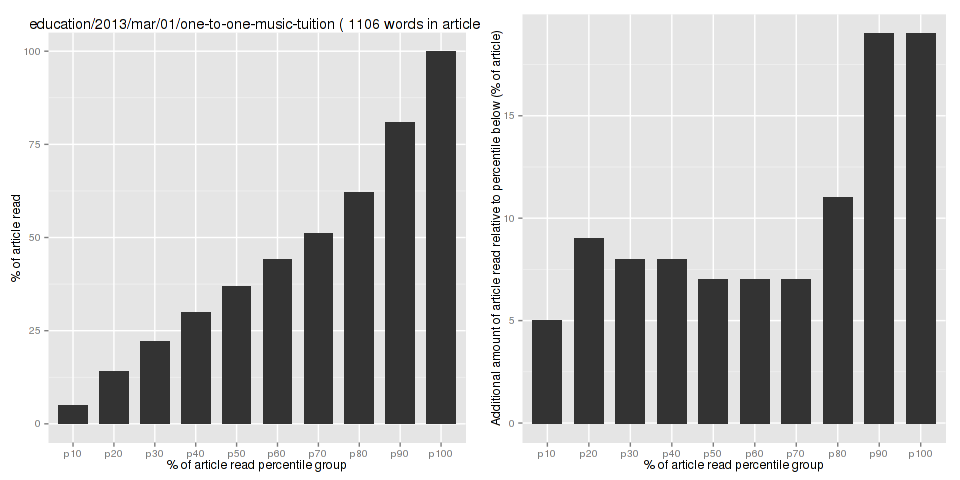 education/2013/mar/01/one-to-one-music-tuition ( 1106 words in article
% of article read
100
75
50
25
0
p10 p20 p30 p40 p50 p60 p70 p80 p90 p100
% of article read percentile group
Additional amount of article read relative to percentile below (% of article)
15
10
5
0
p10 p20 p30 p40 p50 p60 p70 p80 p90 p100
% of article read percentile group